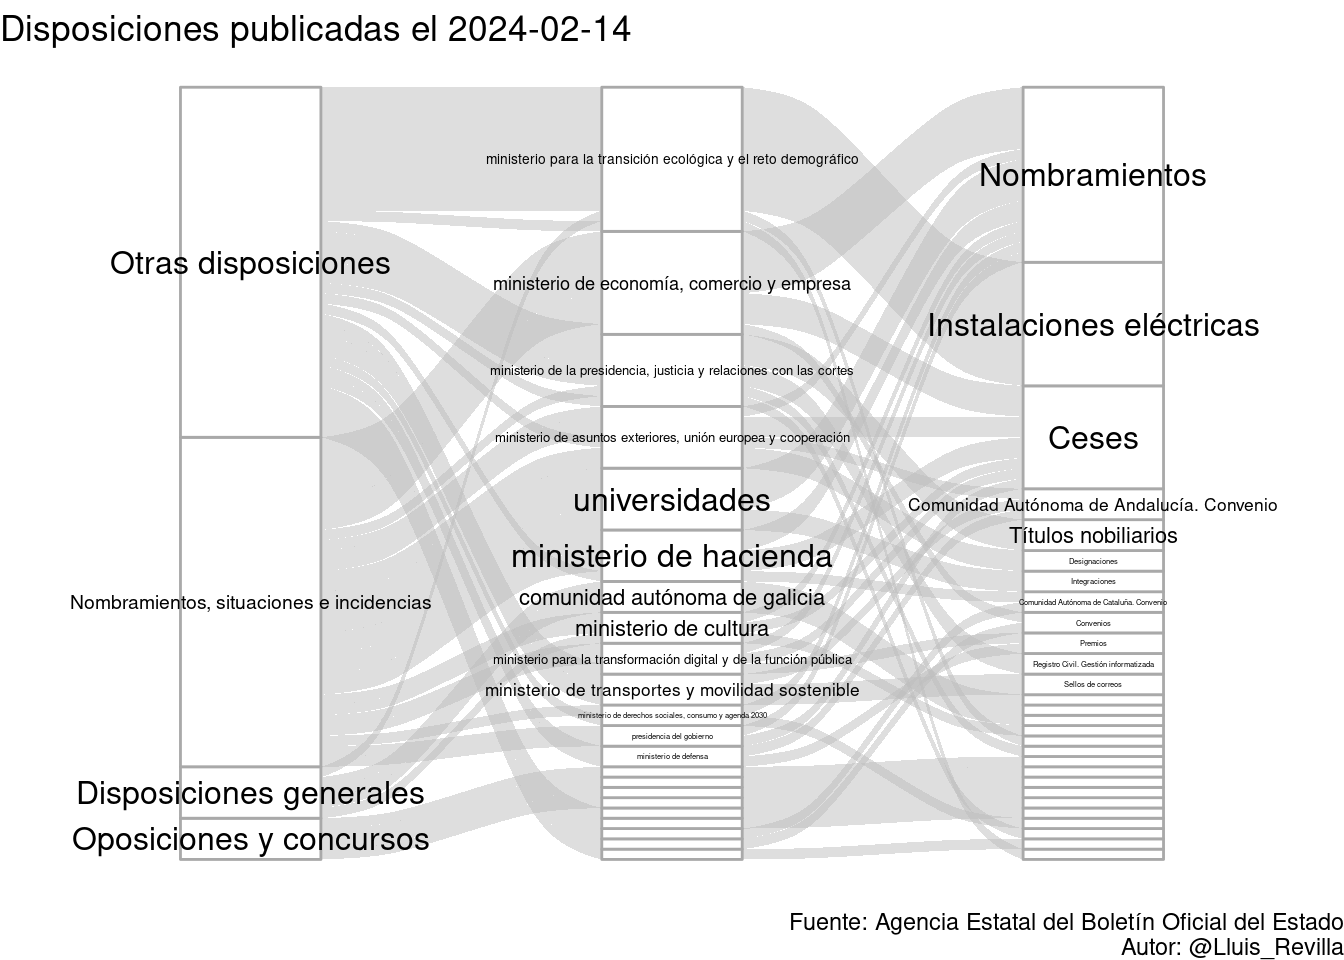 Disposiciones publicadas el 2024-02-14
Otras disposiciones
Nombramientos, situaciones e incidencias
Disposiciones generales
Oposiciones y concursos
ministerio para la transición ecológica y el reto demográfico
ministerio de economía, comercio y empresa
ministerio de la presidencia, justicia y relaciones con las cortes
ministerio de asuntos exteriores, unión europea y cooperación
universidades
ministerio de hacienda
comunidad autónoma de galicia
ministerio de cultura
ministerio para la transformación digital y de la función pública
ministerio de transportes y movilidad sostenible
ministerio de derechos sociales, consumo y agenda 2030
presidencia del gobierno
ministerio de defensa
Nombramientos
Instalaciones eléctricas
Ceses
Comunidad Autónoma de Andalucía. Convenio
Títulos nobiliarios
Designaciones
Integraciones
Comunidad Autónoma de Cataluña. Convenio
Convenios
Premios
Registro Civil. Gestión informatizada
Sellos de correos
Fuente: Agencia Estatal del Boletín Oficial del Estado
Autor: @Lluis_Revilla